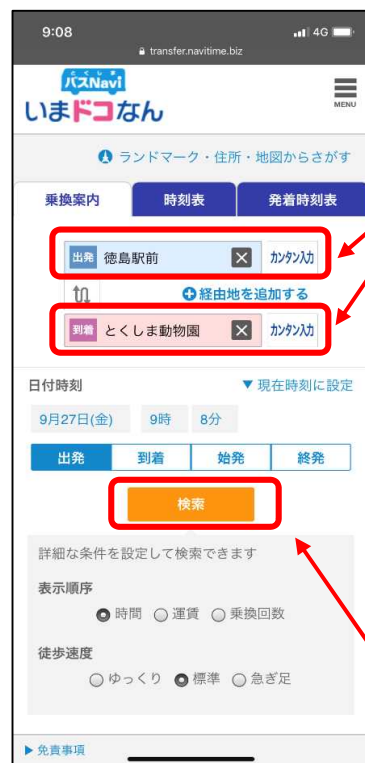 9:08 4G
transfer.navitime.biz
とくしま
バスNavi
いまドコなん
MENU
ランドマーク・住所・地図からさがす
乗換案内 時刻表 発着時刻表
出発 徳島駅前 カンタン入力
経由地を追加する
到着 とくしま動物園 カンタン入力
日付時刻 ▼現在時刻に設定
9月27日(金) 9時 8分
出発 到着 始発 終発
検索
詳細な条件を設定して検索できます
表示順序
時間 運賃 乗換回数
徒歩速度
ゆっくり 標準 急ぎ足
▶免責事項